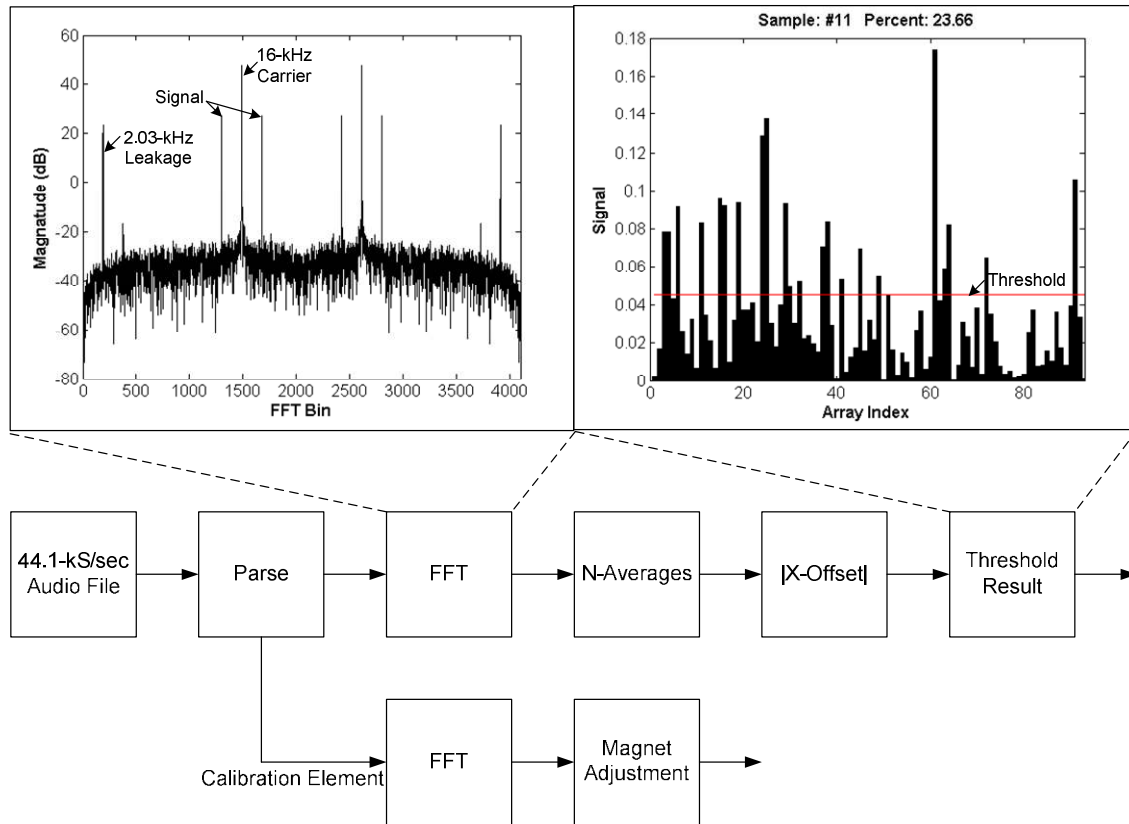 60
40
20
0
-20
-40
-60
-80
Magnitude (dB)
16-kHz
Carrier
Signal
2.03-kHz
Leakage
0
500
1000
1500
2000
2500
3000
3500
4000
FFT Bin
Sample: #11 Percent: 23.66
0.18
0.16
0.14
0.12
0.1
0.08
0.06
0.04
0.02
0
Signal
Threshold
0
20
40
60
80
Array Index
44.1-kS/sec
Audio File
Parse
FFT
N-Averages
|X-Offset|
Threshold
Result
Calibration Element
FFT
Magnet
Adjustment